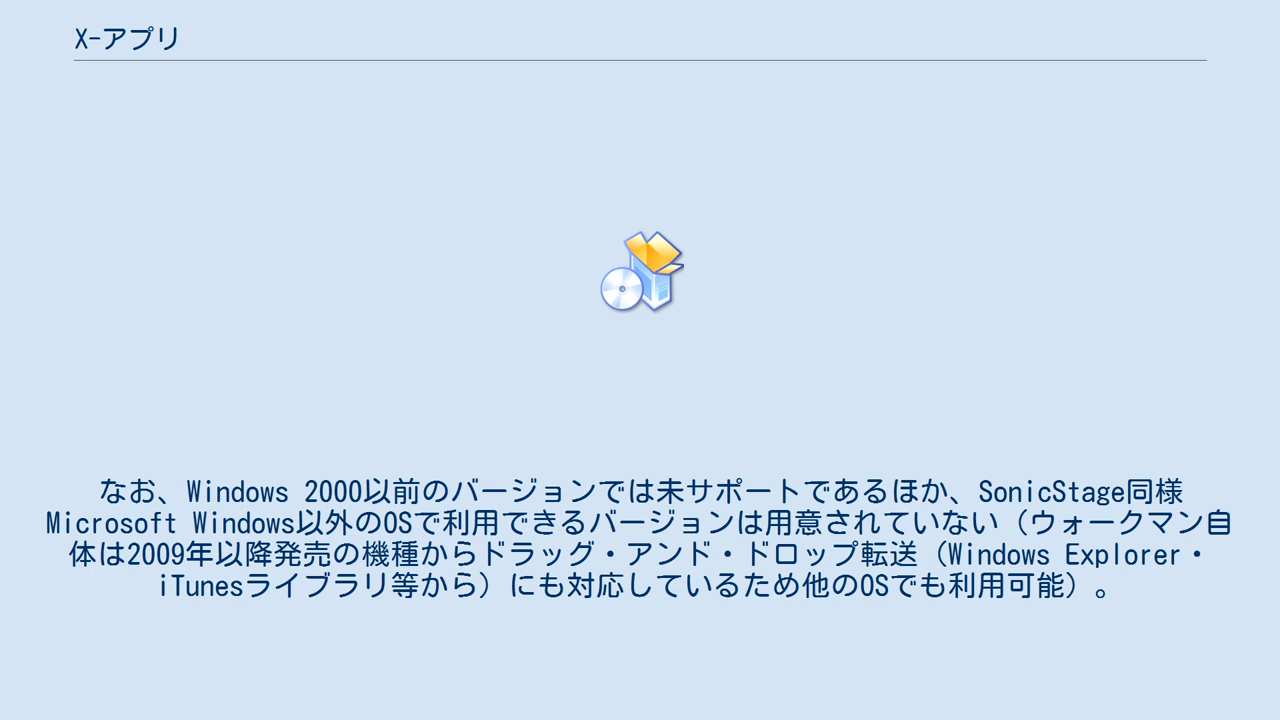 X-アプリ
なお、Windows 2000以前のバージョンでは未サポートであるほか、SonicStage同様
Microsoft Windows以外のOSで利用できるバージョンは用意されていない（ウォークマン自
体は2009年以降発売の機種からドラッグ・アンド・ドロップ転送（Windows Explorer・
iTunesライブラリ等から）にも対応しているため他のOSでも利用可能）。